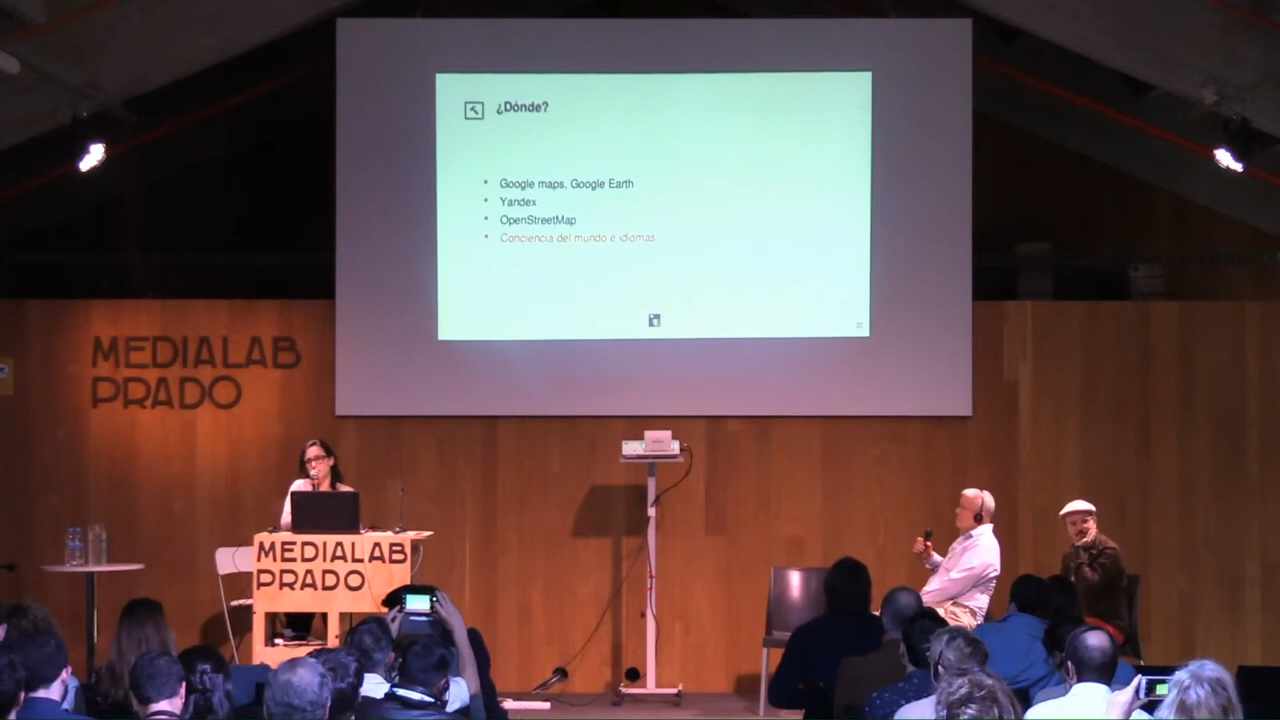 ¿Dónde?
Google maps, Google Earth
Yandex
OpenStreetMap
Conciencia del mundo e idiomas
MEDIALAB
PRADO
MEDIALAB
PRADO